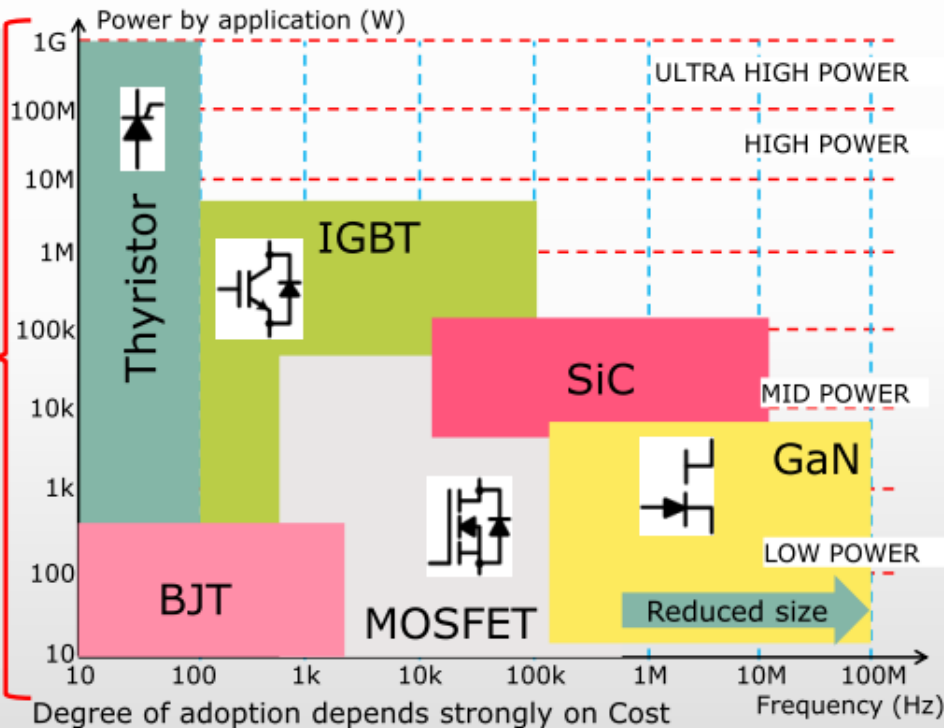 Power by application (W)
1G
ULTRA HIGH POWER
100M
HIGH POWER
10M
Thyristor
IGBT
1M
100k
SiC
MID POWER
10k
GaN
1k
LOW POWER
100
BJT
MOSFET
Reduced size
10
10 100 1k 10k 100k 1M 10M 100M
Frequency (Hz)
Degree of adoption depends strongly on Cost